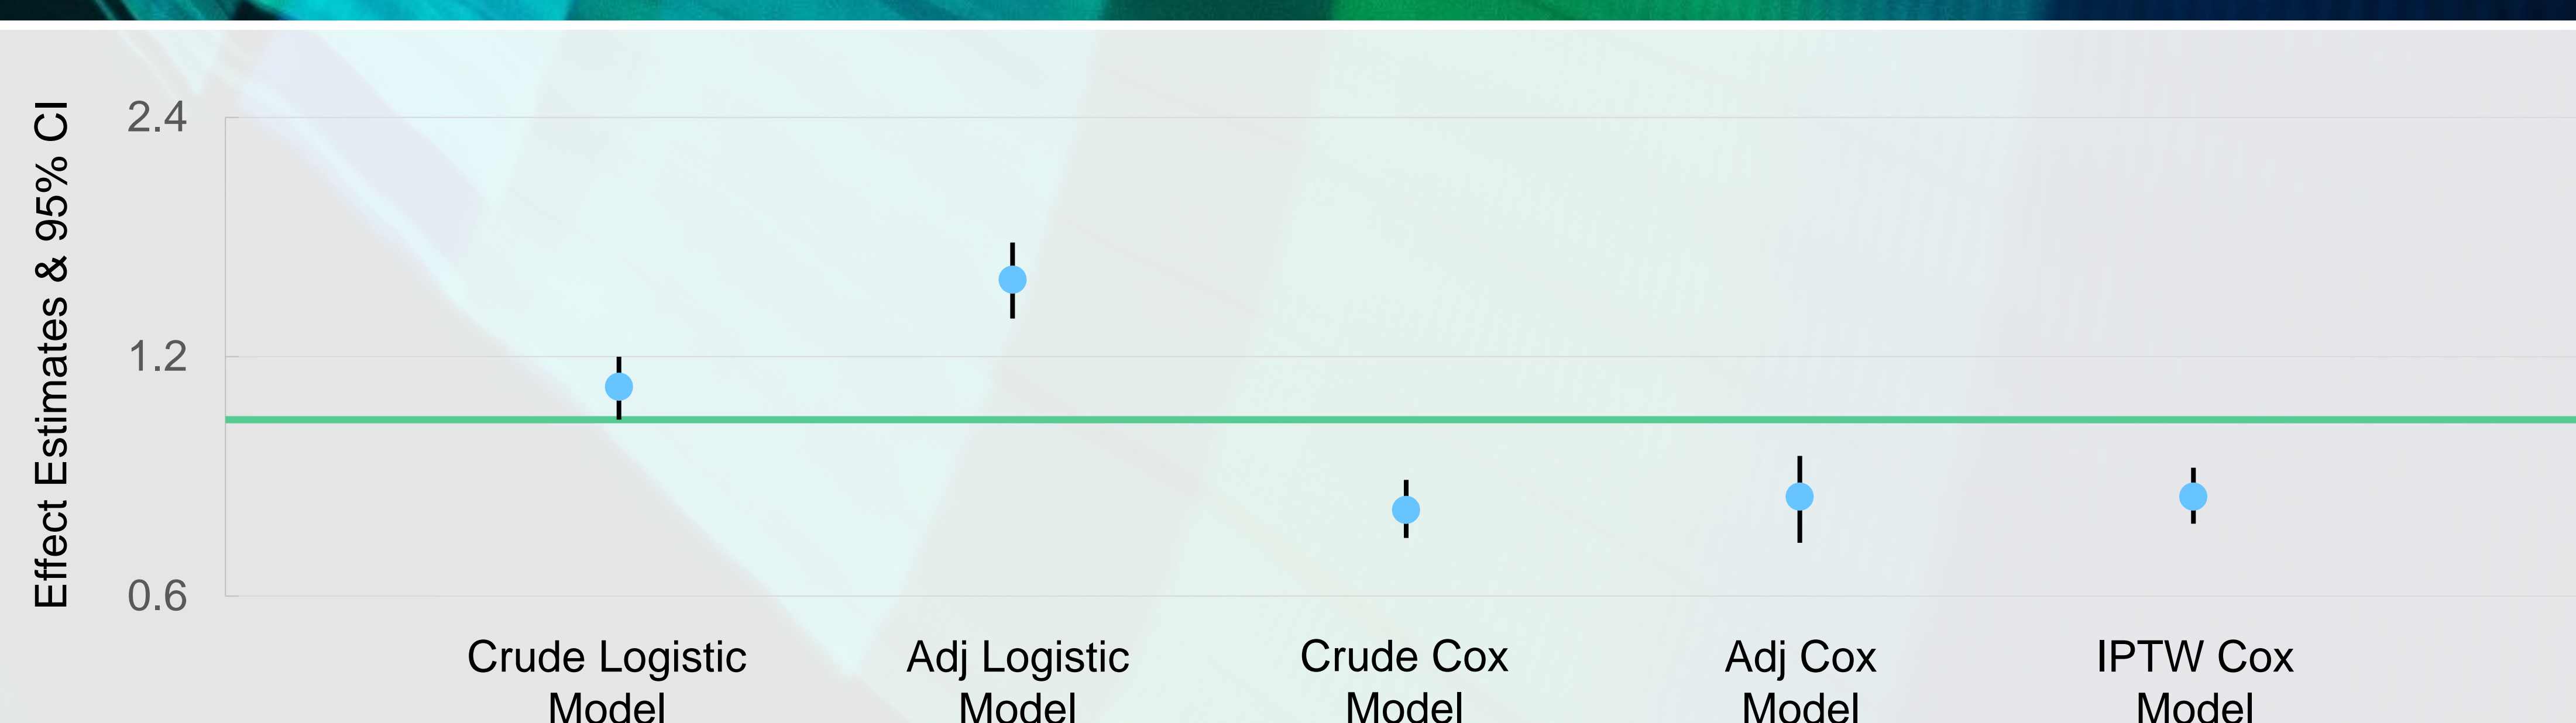 Effect Estimates & 95% CI
2.4
1.2
0.6
Crude Logistic
Model
Adj Logistic
Model
Crude Cox
Model
Adj Cox
Model
IPTW Cox
Model